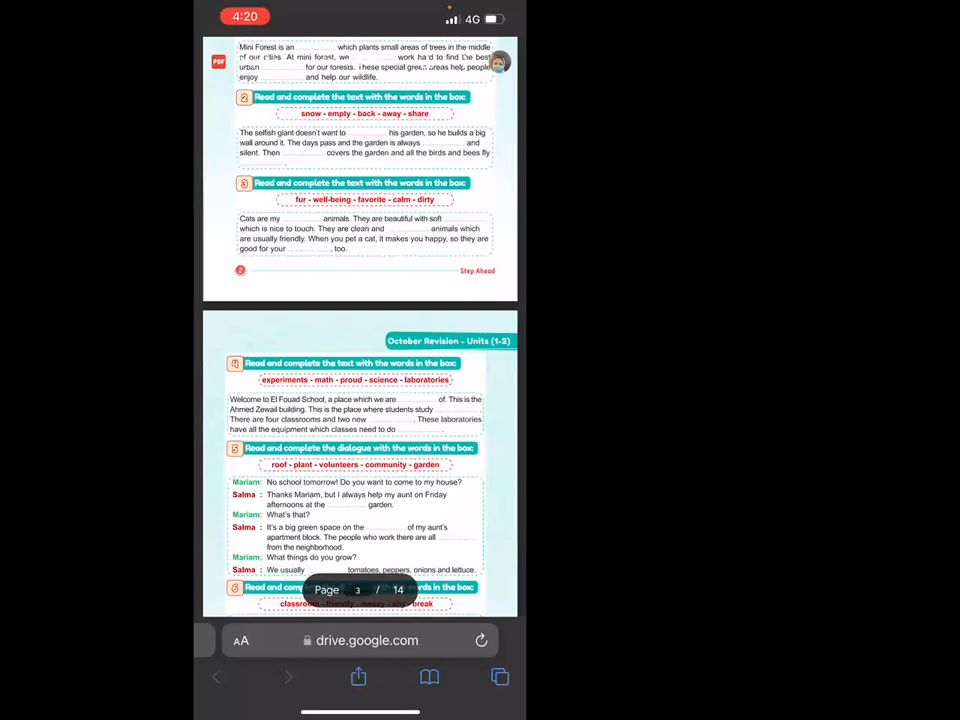 4:20
4G
PDF
Mini Forest is an .......... which plants small areas of trees in the middle
of our cities. At mini forest, we .......... work hard to find the best
urban .......... for our forests. These special green areas help people
enjoy .......... and help our wildlife.
2 Read and complete the text with the words in the box:
snow - empty - back - away - share
The selfish giant doesn't want to .......... his garden, so he builds a big
wall around it. The days pass and the garden is always .......... and
silent. Then .......... covers the garden and all the birds and bees fly
.......... .
3 Read and complete the text with the words in the box:
fur - well-being - favorite - calm - dirty
Cats are my .......... animals. They are beautiful with soft ..........
which is nice to touch. They are clean and .......... animals which
are usually friendly. When you pet a cat, it makes you happy, so they are
good for your .........., too.
2
Step Ahead
October Revision - Units (1-2)
4 Read and complete the text with the words in the box:
experiments - math - proud - science - laboratories
Welcome to El Fouad School, a place which we are .......... of. This is the
Ahmed Zewail building. This is the place where students study .......... .
There are four classrooms and two new .......... . These laboratories
have all the equipment which classes need to do .......... .
5 Read and complete the dialogue with the words in the box:
roof - plant - volunteers - community - garden
Mariam: No school tomorrow! Do you want to come to my house?
Salma : Thanks Mariam, but I always help my aunt on Friday
afternoons at the .......... garden.
Mariam: What's that?
Salma : It's a big green space on the .......... of my aunt's
apartment block. The people who work there are all ..........
from the neighborhood.
Mariam: What things do you grow?
Salma : We usually .......... tomatoes, peppers, onions and lettuce.
6 Read and com words in the box:
classroom - friendly - messy - shy - break
Page 3 / 14
AA drive.google.com